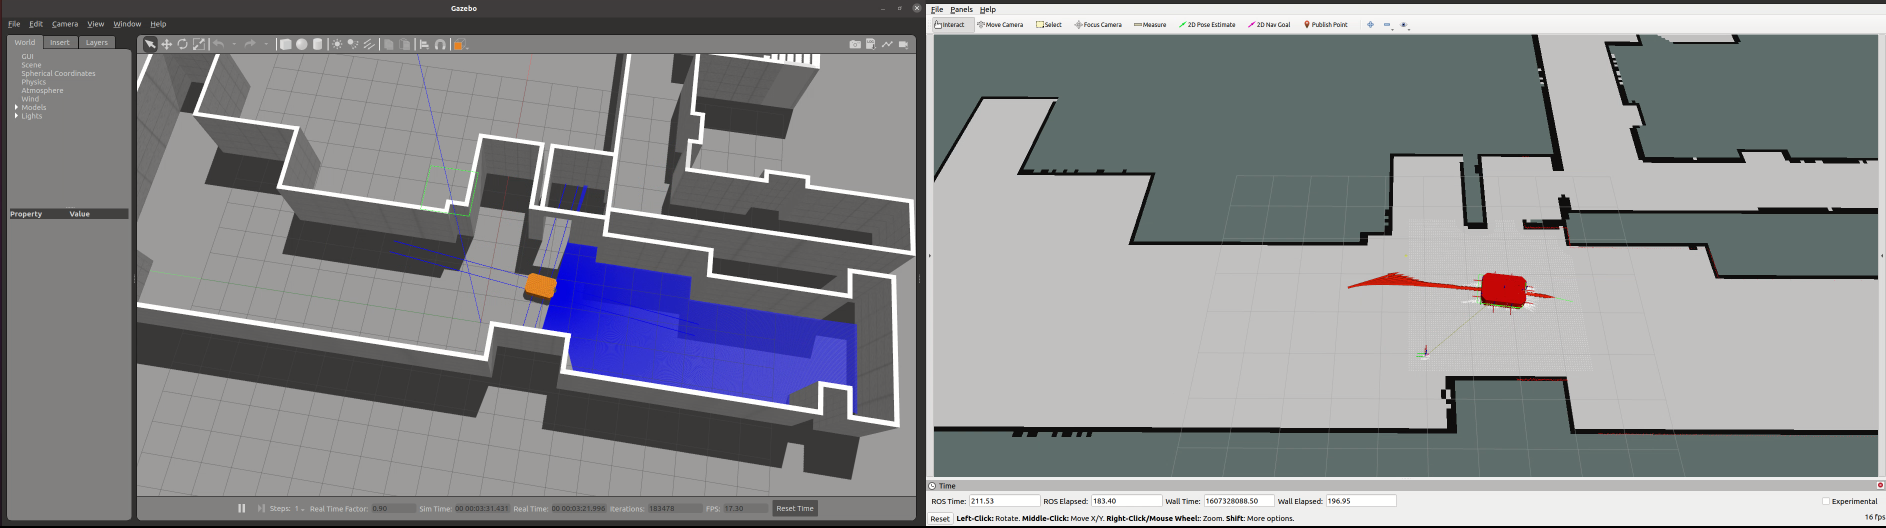 Gazebo
File Edit Camera View Window Help
World Insert Layers
GUI
Scene
Spherical Coordinates
Physics
Atmosphere
Wind
Models
Lights
Property Value
Steps: 1 Real Time Factor: 0.90 Sim Time: 00 00:03:31.431 Real Time: 00 00:03:21.996 Iterations: 183478 FPS: 17.30 Reset Time
File Panels Help
Interact Move Camera Select Focus Camera Measure 2D Pose Estimate 2D Nav Goal Publish Point
Time
ROS Time: 211.53 ROS Elapsed: 183.40 Wall Time: 1607328088.50 Wall Elapsed: 196.95 Experimental
Reset Left-Click: Rotate. Middle-Click: Move X/Y. Right-Click/Mouse Wheel:: Zoom. Shift: More options. 16 fps